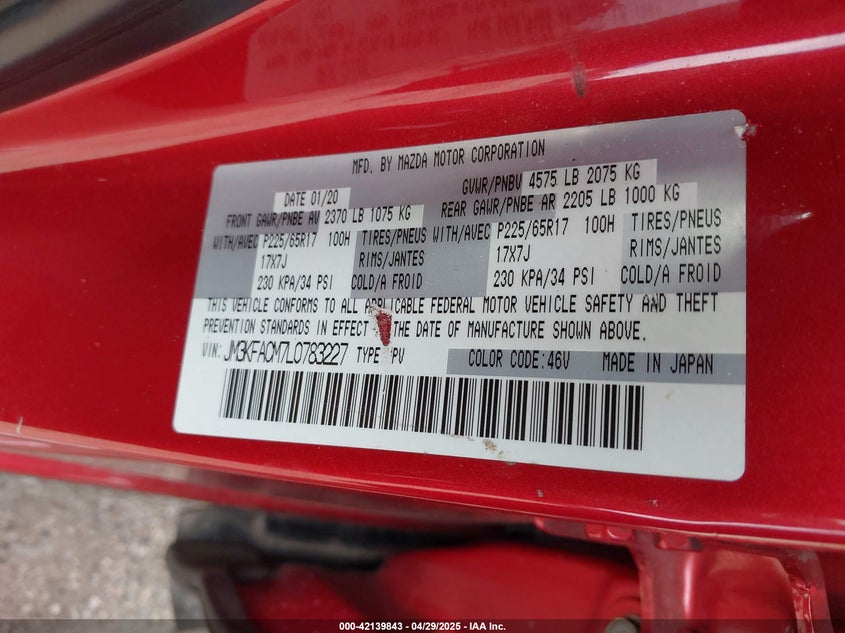 MFD. BY MAZDA MOTOR CORPORATION
DATE 01/20 GVWR/PNBV 4575 LB 2075 KG
FRONT GAWR/PNBE AV 2370 LB 1075 KG REAR GAWR/PNBE AR 2205 LB 1000 KG
WITH/AVEC P225/65R17 100H TIRES/PNEUS WITH/AVEC P225/65R17 100H TIRES/PNEUS
17X7J RIMS/JANTES 17X7J RIMS/JANTES
230 KPA/34 PSI COLD/A FROID 230 KPA/34 PSI COLD/A FROID
THIS VEHICLE CONFORMS TO ALL APPLICABLE FEDERAL MOTOR VEHICLE SAFETY AND THEFT
PREVENTION STANDARDS IN EFFECT THE DATE OF MANUFACTURE SHOWN ABOVE.
VIN: JM3KFACM7L0783227 TYPE PV COLOR CODE:46V MADE IN JAPAN
000-42139843 - 04/29/2025 - IAA Inc.